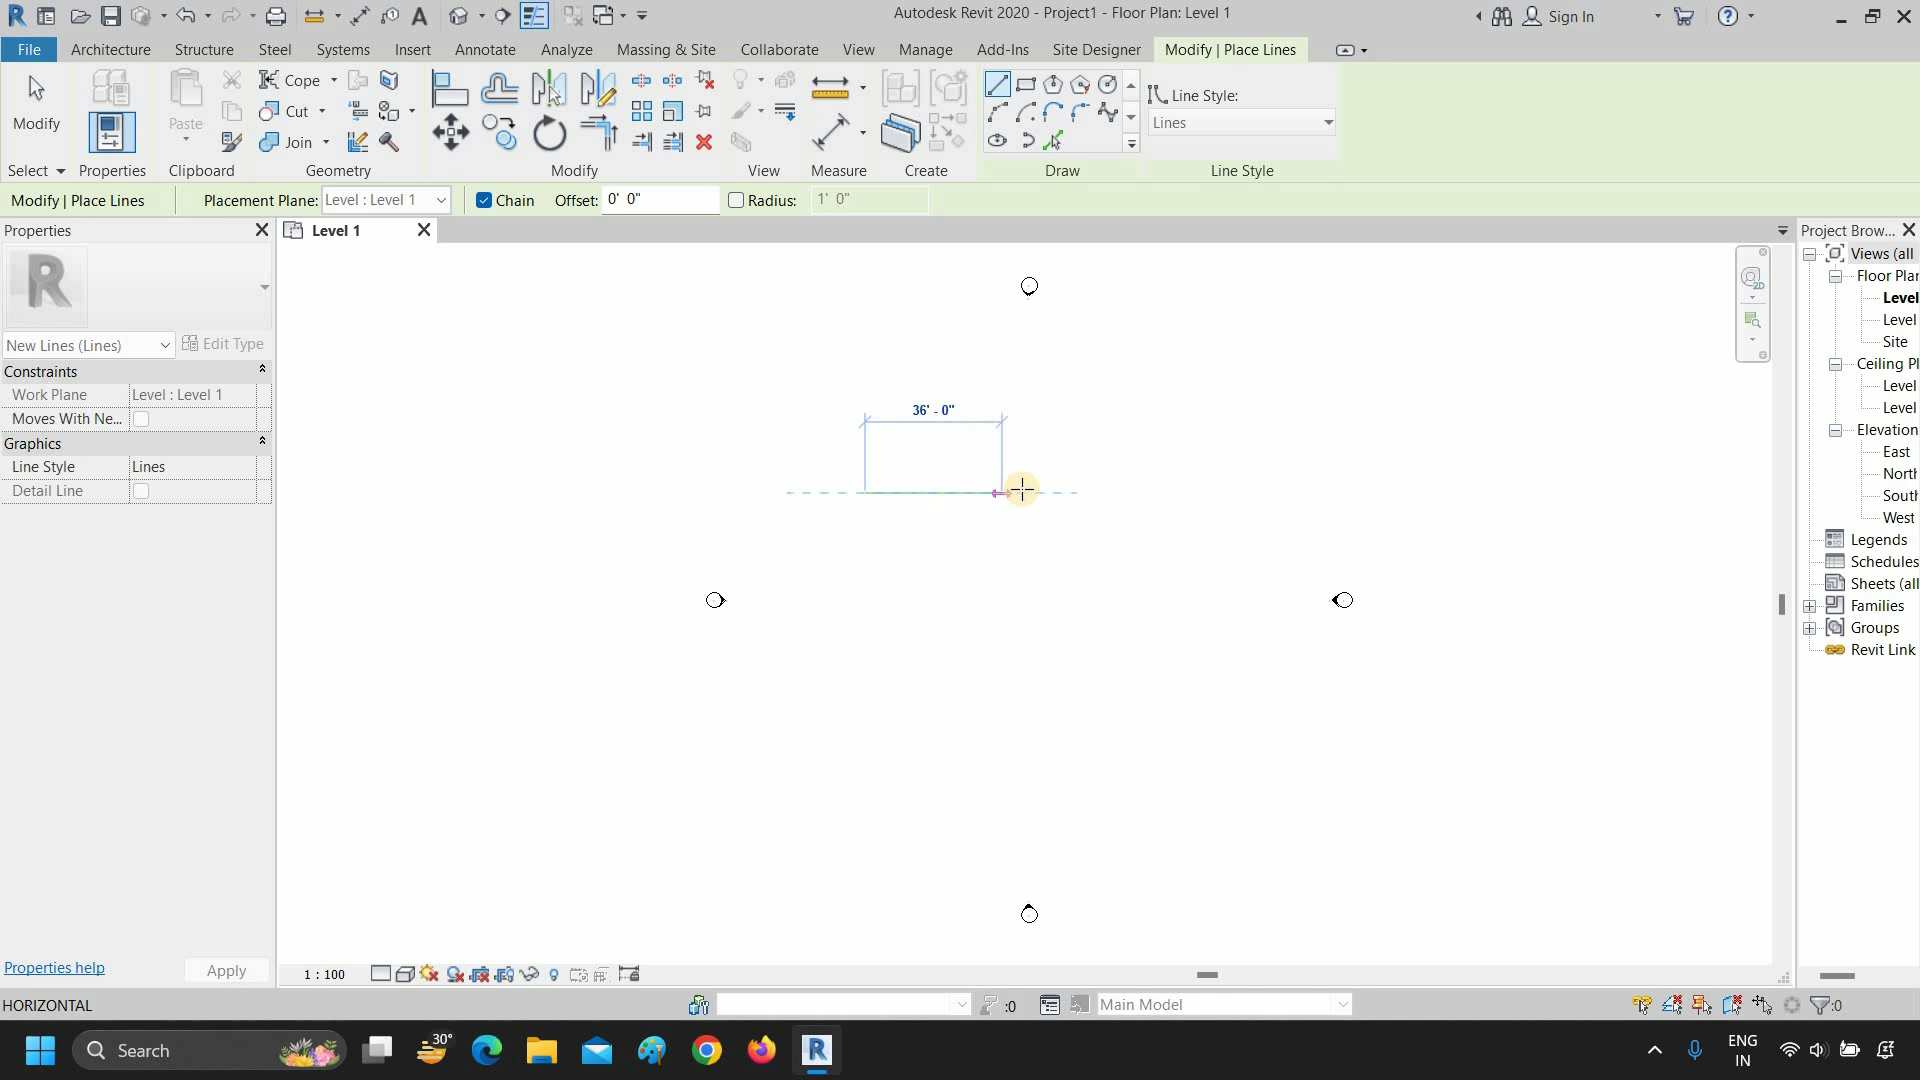 Autodesk Revit 2020 - Project1 - Floor Plan: Level 1
Sign In
File
Architecture
Structure
Steel
Systems
Insert
Annotate
Analyze
Massing & Site
Collaborate
View
Manage
Add-Ins
Site Designer
Modify | Place Lines
Modify
Paste
Cope
Cut
Join
Line Style:
Lines
Select
Properties
Clipboard
Geometry
Modify
View
Measure
Create
Draw
Line Style
Modify | Place Lines
Placement Plane:
Level : Level 1
Chain
Offset:
0' 0"
Radius:
1' 0"
Properties
Level 1
Project Brow...
R
New Lines (Lines)
Edit Type
Constraints
Work Plane
Level : Level 1
Moves With Ne...
Graphics
Line Style
Lines
Detail Line
2D
36' - 0"
Views (all
Floor Plan
Level
Level
Site
Ceiling Pl
Level
Level
Elevation
East
North
South
West
Legends
Schedules
Sheets (all
Families
Groups
Revit Link
Properties help
Apply
1 : 100
HORIZONTAL
:0
Main Model
:0
Search
30°
R
ENG
IN